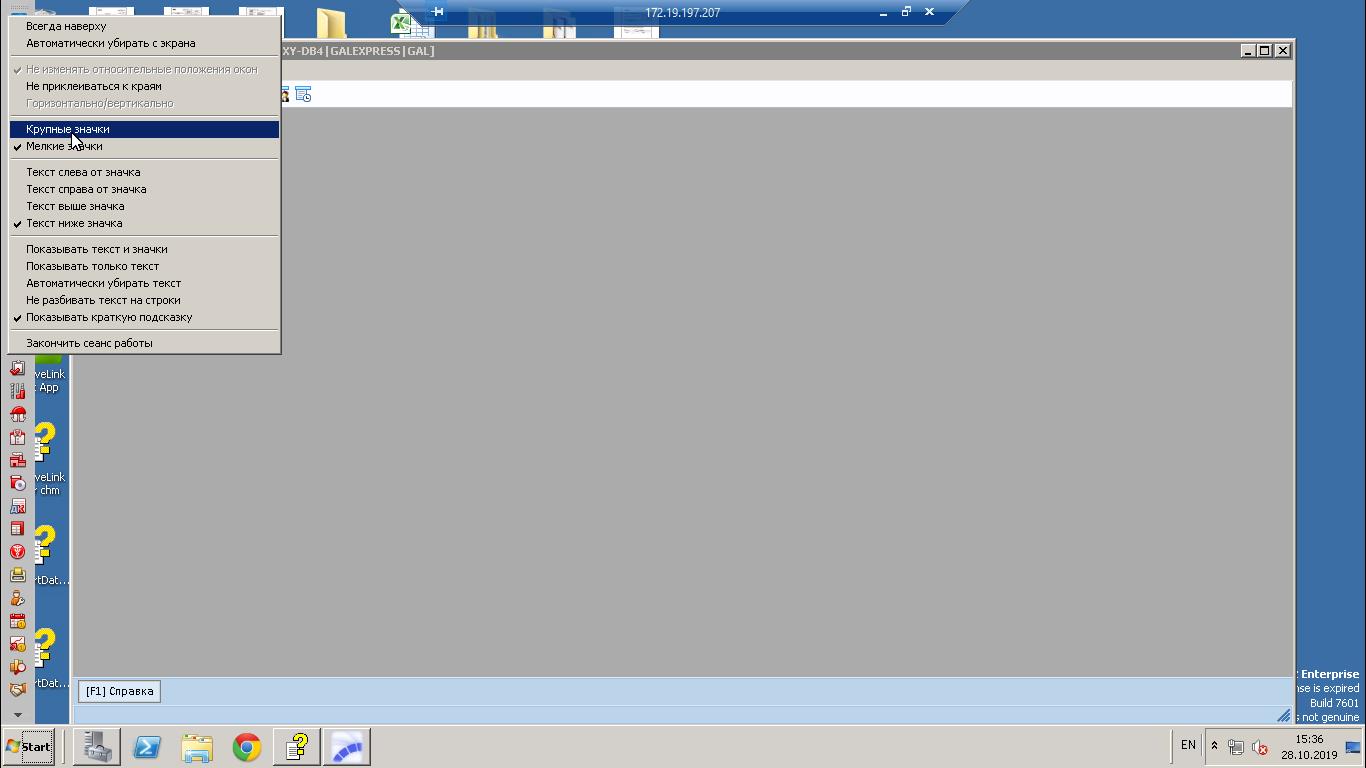 172.19.197.207
XY-DB4|GALEXPRESS|GAL]
Всегда наверху
Автоматически убирать с экрана
Не изменять относительные положения окон
Не приклеиваться к краям
Горизонтально/вертикально
Крупные значки
Мелкие значки
Текст слева от значка
Текст справа от значка
Текст выше значка
Текст ниже значка
Показывать текст и значки
Показывать только текст
Автоматически убирать текст
Не разбивать текст на строки
Показывать краткую подсказку
Закончить сеанс работы
veLink
App
veLink
chm
rtDat...
rtDat...
[F1] Справка
Enterprise
nse is expired
Build 7601
s not genuine
Start
EN
15:36
28.10.2019